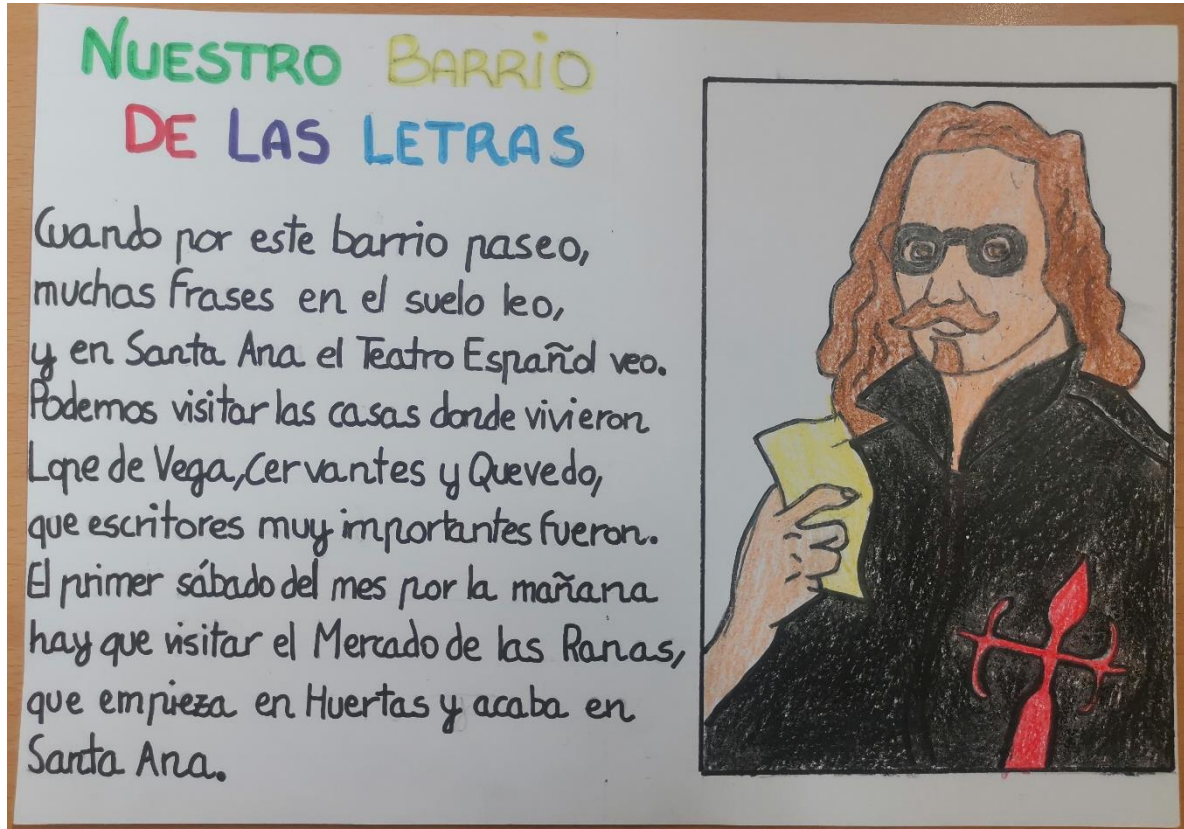 NUESTRO BARRIO
DE LAS LETRAS
Cuando por este barrio paseo,
muchas frases en el suelo leo,
y en Santa Ana el Teatro Español veo.
Podemos visitar las casas donde vivieron
Lope de Vega, Cervantes y Quevedo,
que escritores muy importantes fueron.
El primer sábado del mes por la mañana
hay que visitar el Mercado de las Ranas,
que empieza en Huertas y acaba en
Santa Ana.